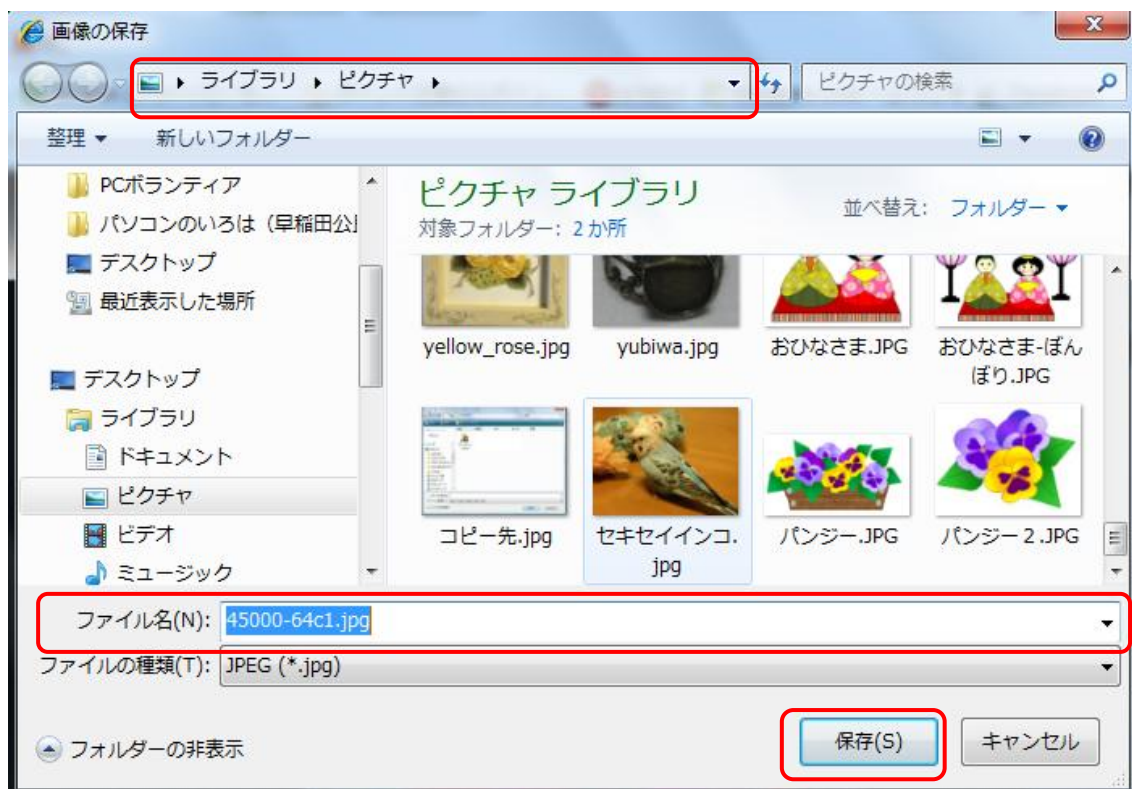 画像の保存
ライブラリ ピクチャ
ピクチャの検索
整理 新しいフォルダー
PCボランティア
パソコンのいろは（早稲田公
デスクトップ
最近表示した場所
デスクトップ
ライブラリ
ドキュメント
ピクチャ
ビデオ
ミュージック
ピクチャ ライブラリ
対象フォルダー: 2 か所
並べ替え: フォルダー
yellow_rose.jpg
yubiwa.jpg
おひなさま.JPG
おひなさま-ぼん
ぼり.JPG
コピー先.jpg
セキセイインコ.
jpg
パンジー.JPG
パンジー２.JPG
ファイル名(N): 45000-64c1.jpg
ファイルの種類(T): JPEG (*.jpg)
フォルダーの非表示
保存(S)
キャンセル